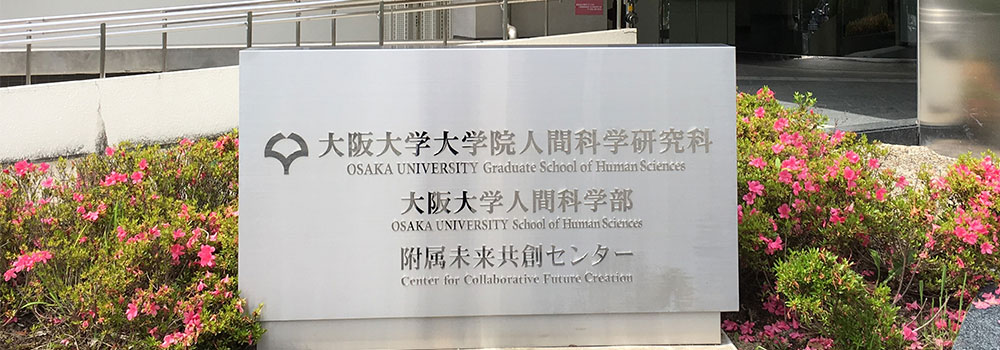 大阪大学大学院人間科学研究科
OSAKA UNIVERSITY Graduate School of Human Sciences
大阪大学人間科学部
OSAKA UNIVERSITY School of Human Sciences
附属未来共創センター
Center for Collaborative Future Creation